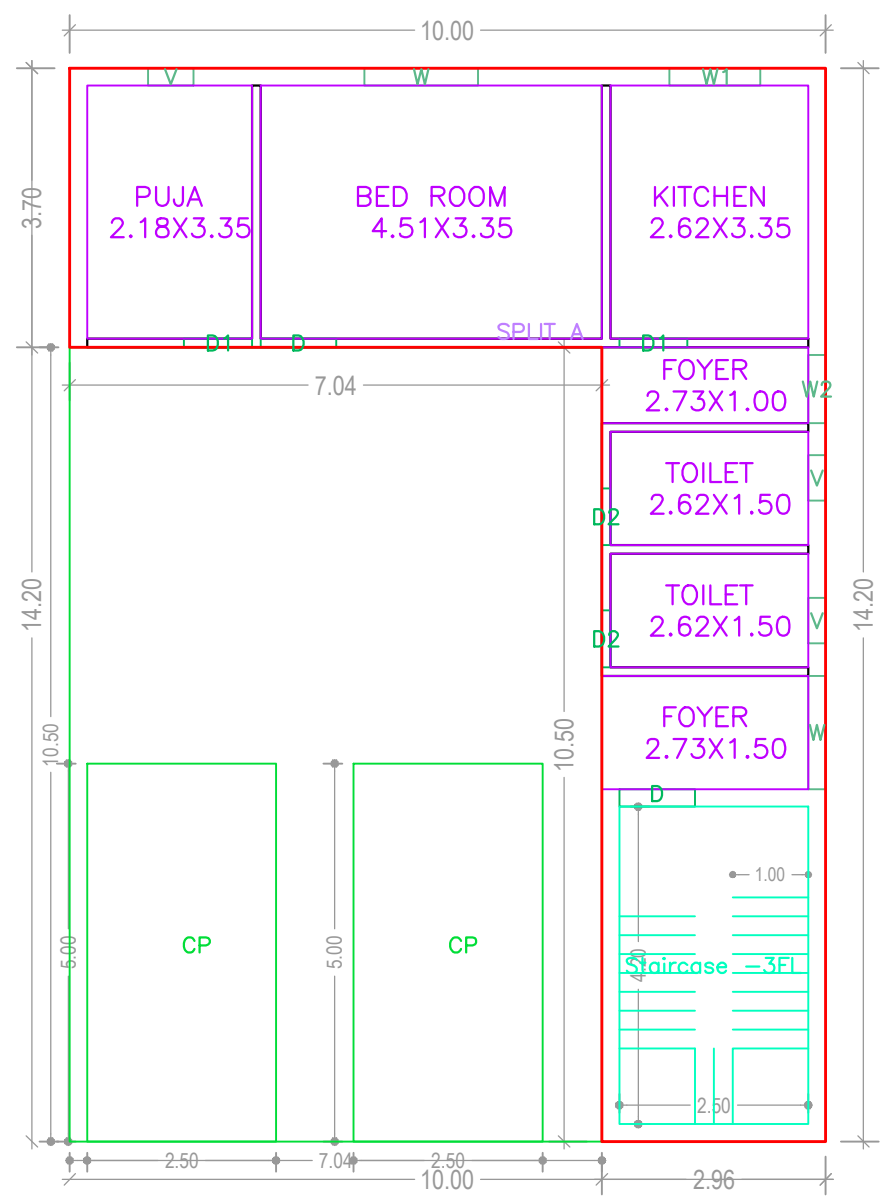 10.00
V
W
W1
3.70
PUJA
2.18X3.35
BED ROOM
4.51X3.35
KITCHEN
2.62X3.35
SPLIT A
D1
D
D1
7.04
FOYER
2.73X1.00
W2
TOILET
2.62X1.50
V
D2
14.20
14.20
TOILET
2.62X1.50
V
D2
10.50
10.50
FOYER
2.73X1.50
W
D
1.00
CP
CP
5.00
5.00
4.20
Staircase -3FL
2.50
2.50
7.04
2.50
10.00
2.96